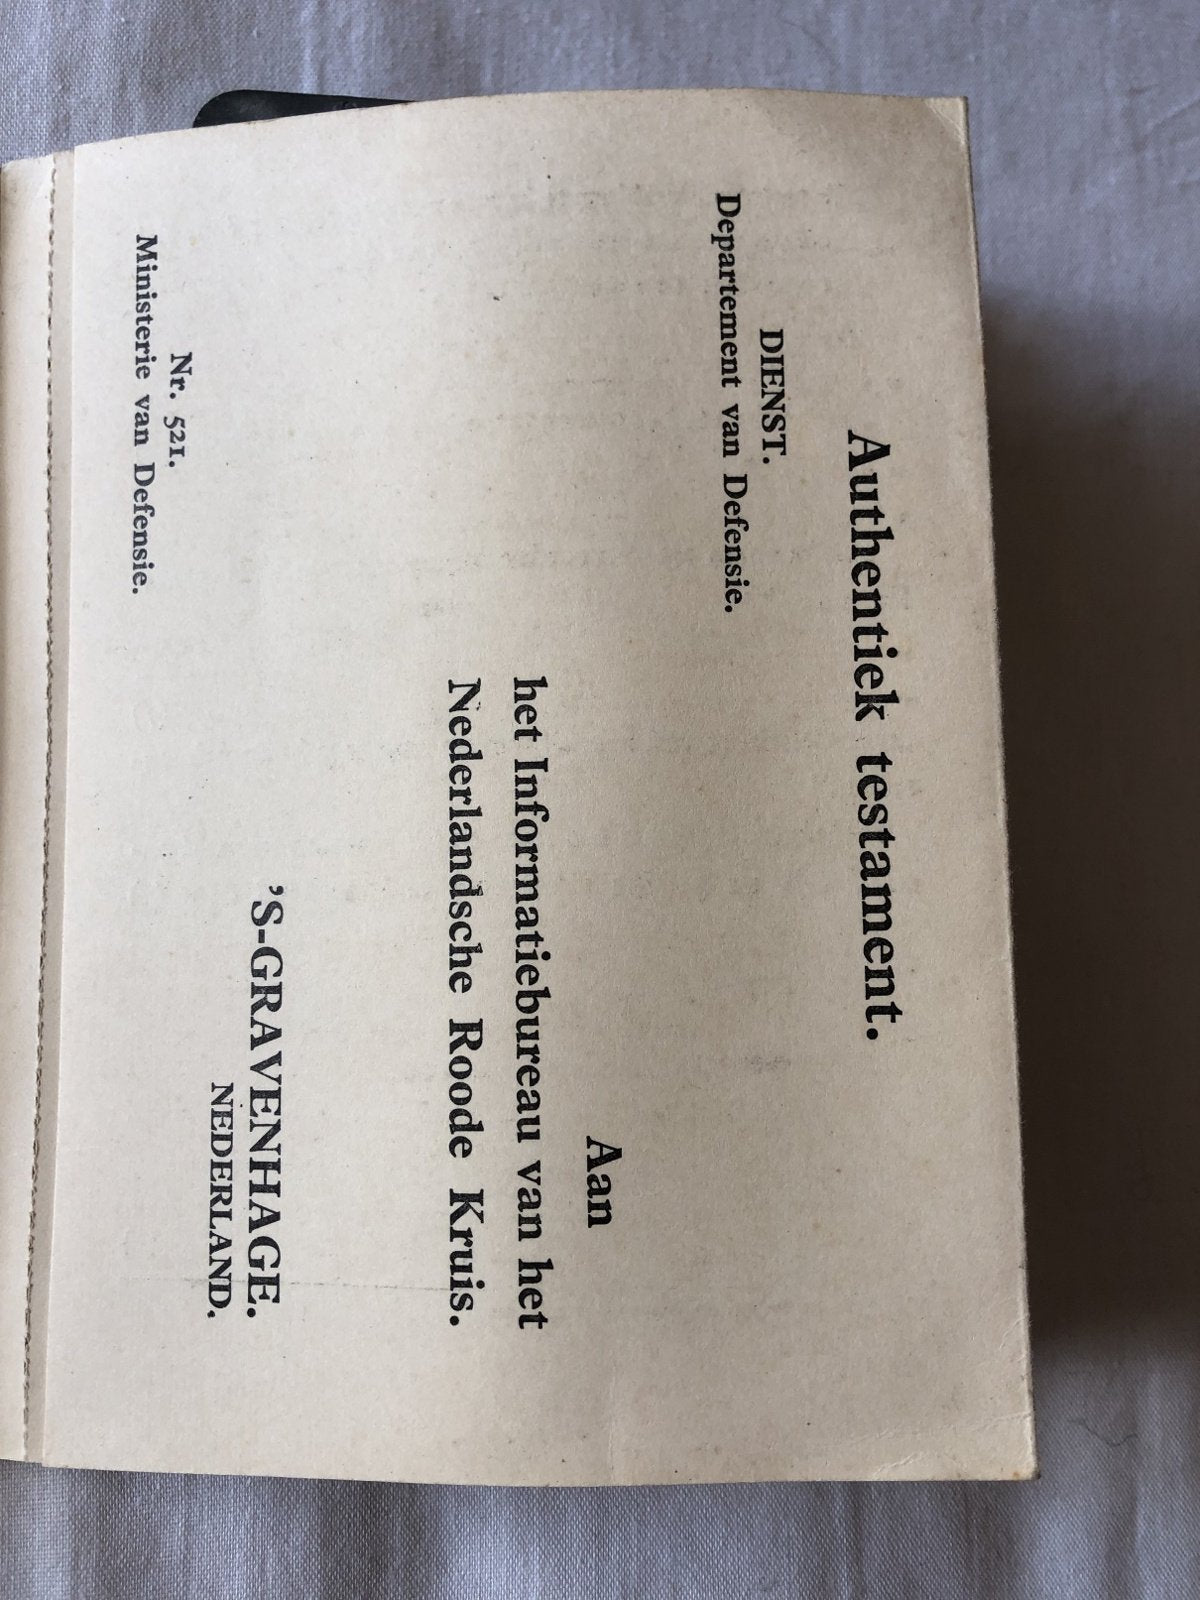 Authentiek testament.
DIENST.
Departement van Defensie.
Aan
het Informatiebureau van het
Nederlandsche Roode Kruis.
'S-GRAVENHAGE.
NEDERLAND.
Nr. 521.
Ministerie van Defensie.